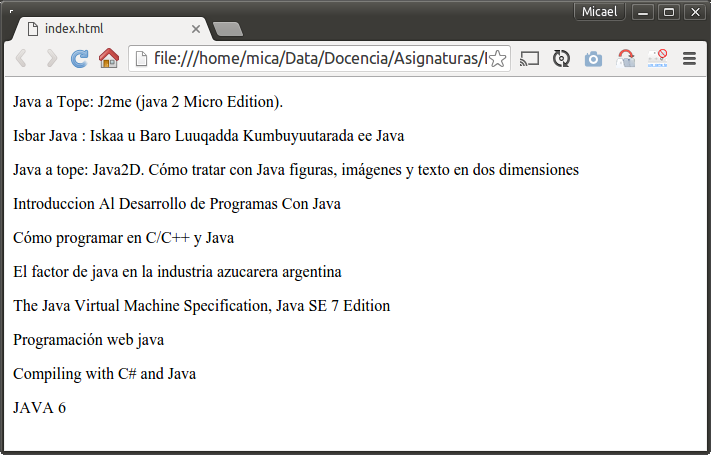 Micael
index.html
file:///home/mica/Data/Docencia/Asignaturas/
Java a Tope: J2me (java 2 Micro Edition).
Isbar Java : Iskaa u Baro Luuqadda Kumbuyuutarada ee Java
Java a tope: Java2D. Cómo tratar con Java figuras, imágenes y texto en dos dimensiones
Introduccion Al Desarrollo de Programas Con Java
Cómo programar en C/C++ y Java
El factor de java en la industria azucarera argentina
The Java Virtual Machine Specification, Java SE 7 Edition
Programación web java
Compiling with C# and Java
JAVA 6